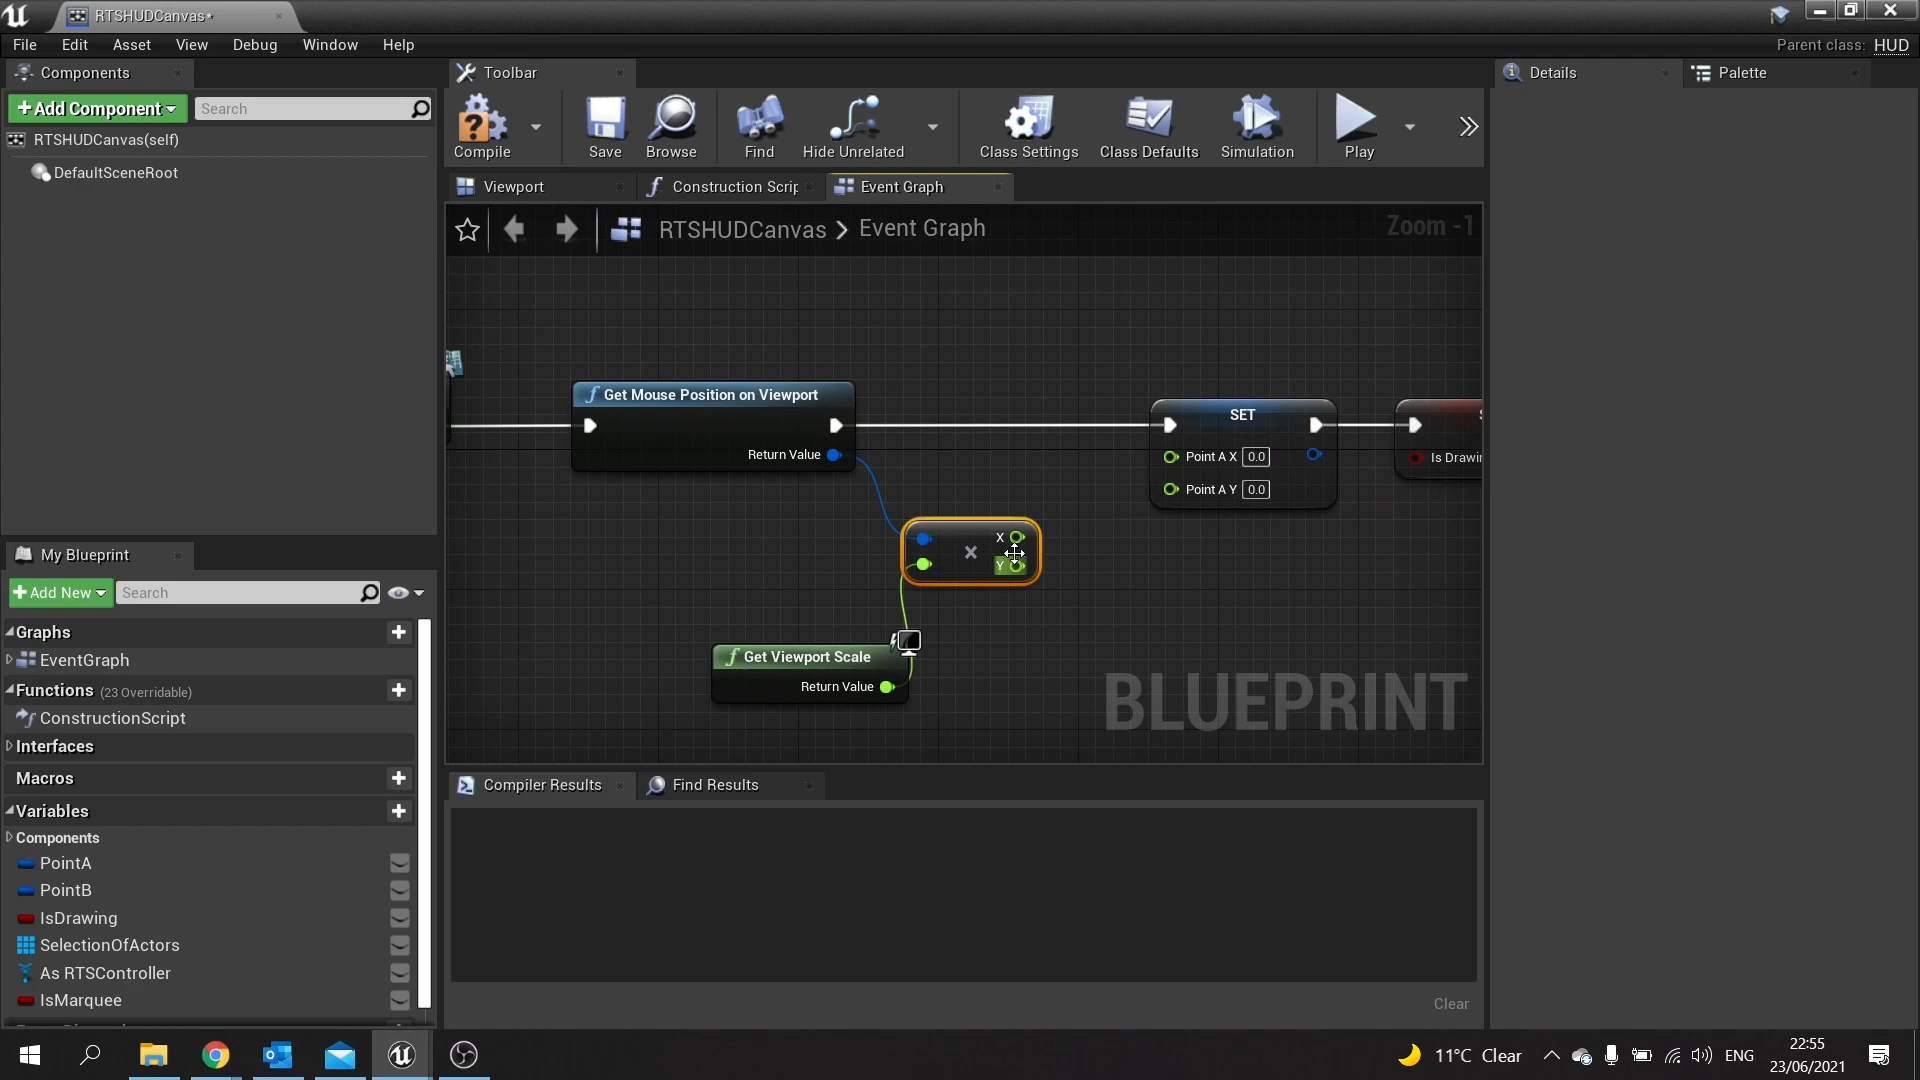 RTSHUDCanvas*
File Edit Asset View Debug Window Help
Parent class: HUD
Components
Toolbar
Details
Palette
+Add Component
Search
RTSHUDCanvas(self)
DefaultSceneRoot
Compile
Save
Browse
Find
Hide Unrelated
Class Settings
Class Defaults
Simulation
Play
Viewport
Construction Scrip
Event Graph
RTSHUDCanvas > Event Graph
Zoom -1
f Get Mouse Position on Viewport
Return Value
SET
Point A X 0.0
Point A Y 0.0
Is Drawin
X
Y
f Get Viewport Scale
Return Value
BLUEPRINT
My Blueprint
+Add New
Search
Graphs
EventGraph
Functions (23 Overridable)
ConstructionScript
Interfaces
Macros
Variables
Components
PointA
PointB
IsDrawing
SelectionOfActors
As RTSController
IsMarquee
Compiler Results
Find Results
Clear
11°C Clear
ENG
22:55
23/06/2021